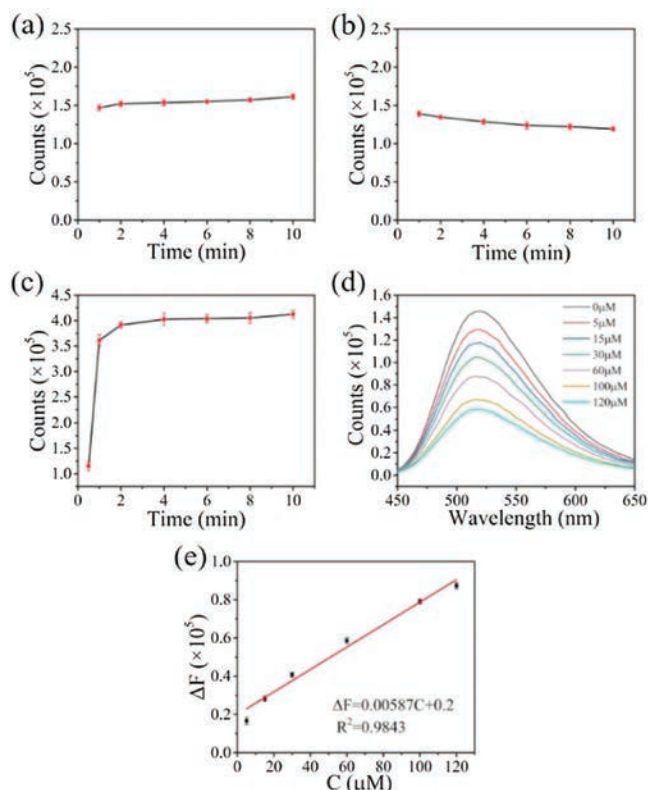 (a)
2.5
2.0
1.5
1.0
0.5
0.0
Counts (×10⁵)
0 2 4 6 8 10
Time (min)
(b)
2.5
2.0
1.5
1.0
0.5
0.0
Counts (×10⁵)
0 2 4 6 8 10
Time (min)
(c)
4.5
4.0
3.5
3.0
2.5
2.0
1.5
1.0
Counts (×10⁵)
0 2 4 6 8 10
Time (min)
(d)
1.6
1.4
1.2
1.0
0.8
0.6
0.4
0.2
0.0
Counts (×10⁵)
0μM
5μM
15μM
30μM
60μM
100μM
120μM
450 500 550 600 650
Wavelength (nm)
(e)
1.0
0.8
0.6
0.4
0.2
0.0
ΔF (×10⁵)
ΔF=0.00587C+0.2
R²=0.9843
0 20 40 60 80 100 120
C (μM)